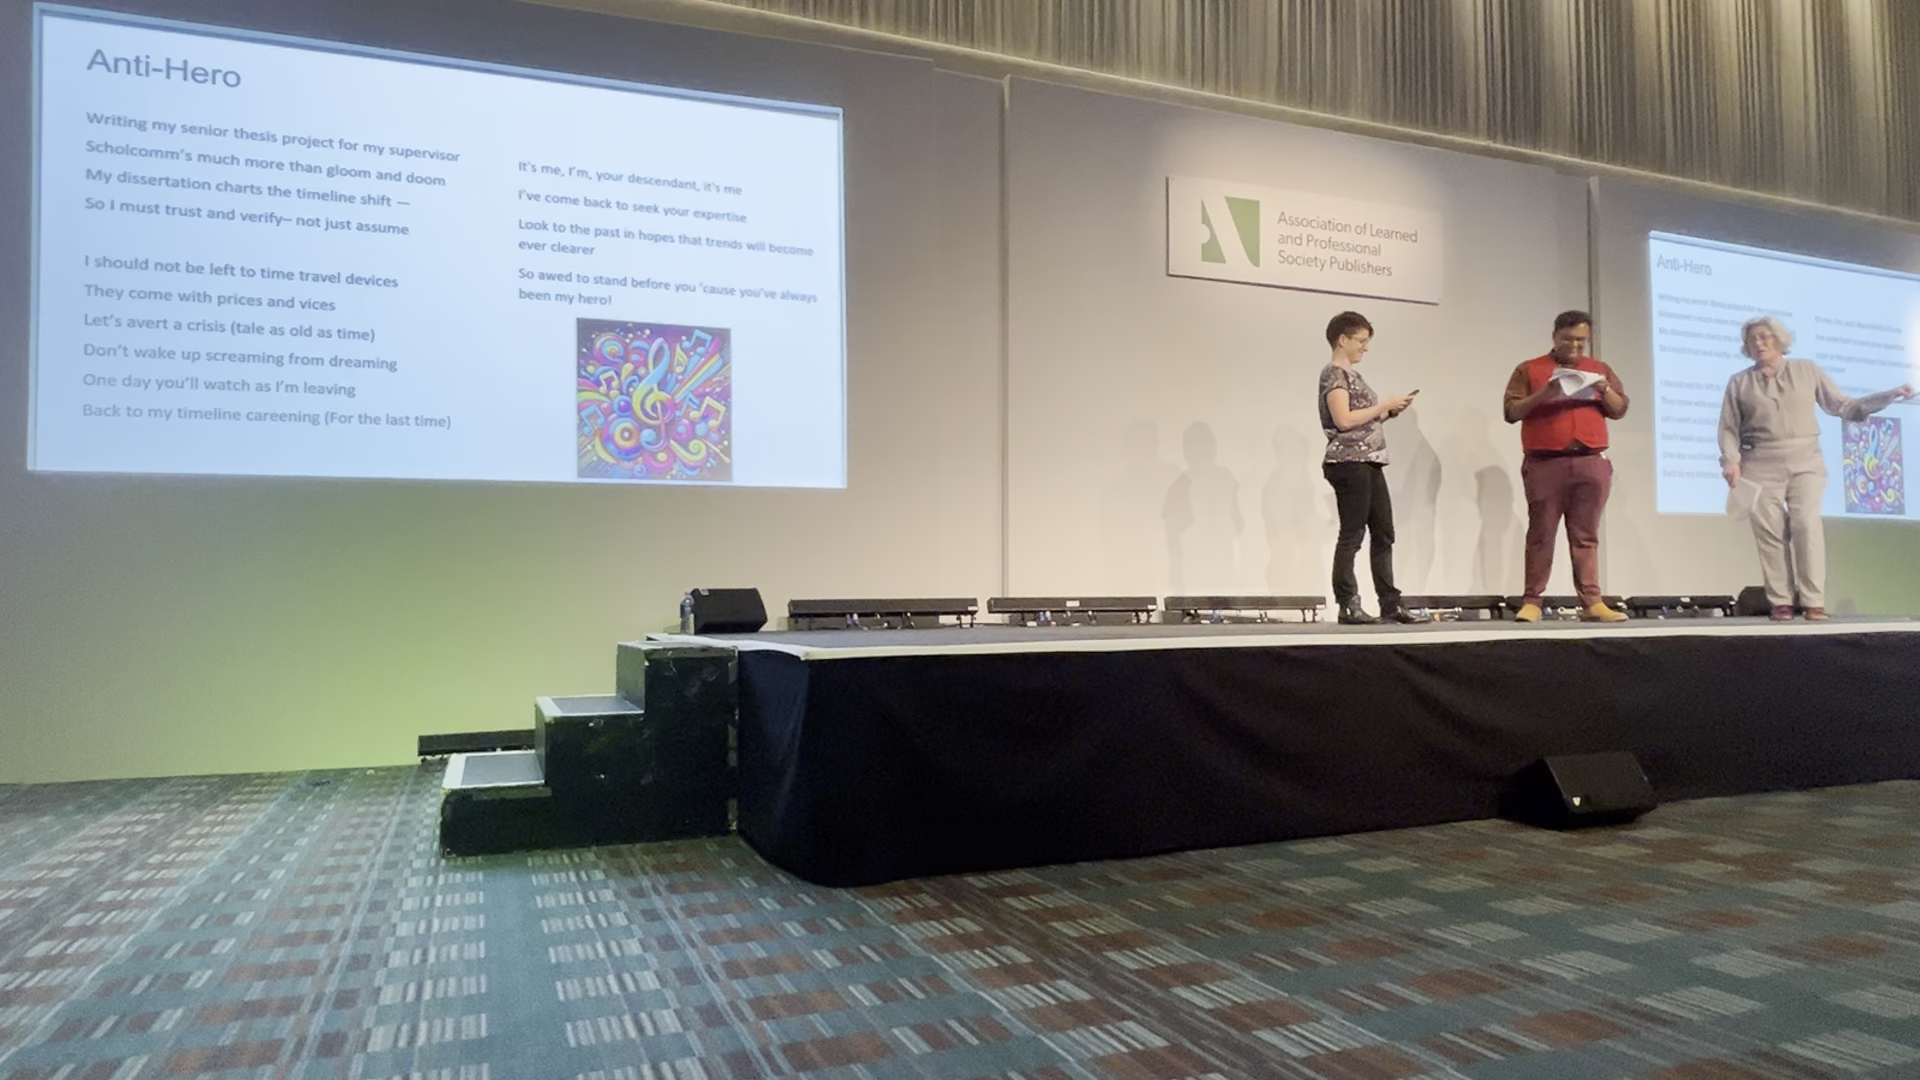 Anti-Hero
Writing my senior thesis project for my supervisor
Scholcomm's much more than gloom and doom
My dissertation charts the timeline shift —
So I must trust and verify– not just assume
I should not be left to time travel devices
They come with prices and vices
Let's avert a crisis (tale as old as time)
Don't wake up screaming from dreaming
One day you'll watch as I'm leaving
Back to my timeline careening (For the last time)
It's me, I'm, your descendant, it's me
I've come back to seek your expertise
Look to the past in hopes that trends will become
ever clearer
So awed to stand before you 'cause you've always
been my hero!
Association of Learned
and Professional
Society Publishers
Anti-Hero